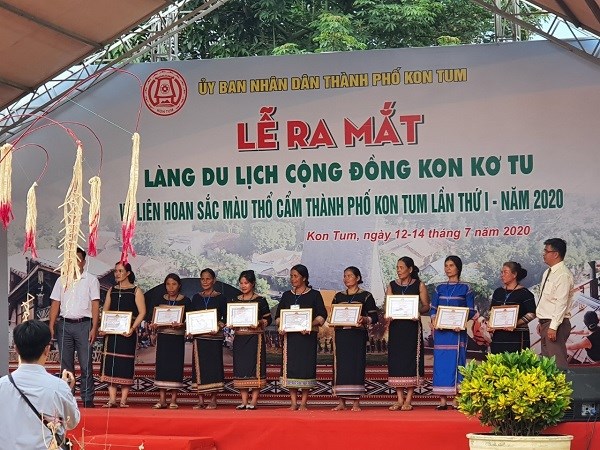 ỦY BAN NHÂN DÂN THÀNH PHỐ KON TUM
LỄ RA MẮT
LÀNG DU LỊCH CỘNG ĐỒNG KON KƠ TU
VÀ LIÊN HOAN SẮC MÀU THỔ CẨM THÀNH PHỐ KON TUM LẦN THỨ I - NĂM 2020
Kon Tum, ngày 12-14 tháng 7 năm 2020